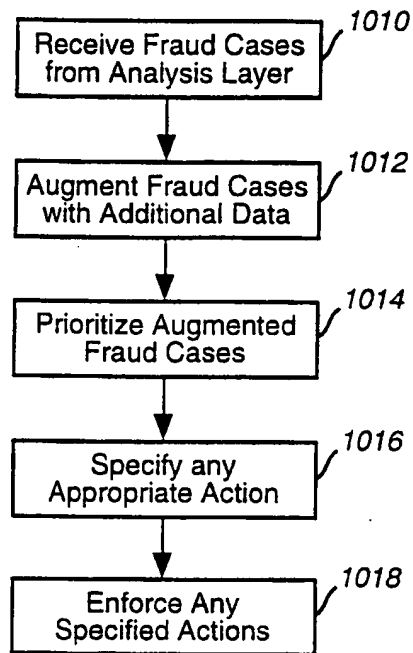 1010
Receive Fraud Cases
from Analysis Layer
1012
Augment Fraud Cases
with Additional Data
1014
Prioritize Augmented
Fraud Cases
1016
Specify any
Appropriate Action
1018
Enforce Any
Specified Actions